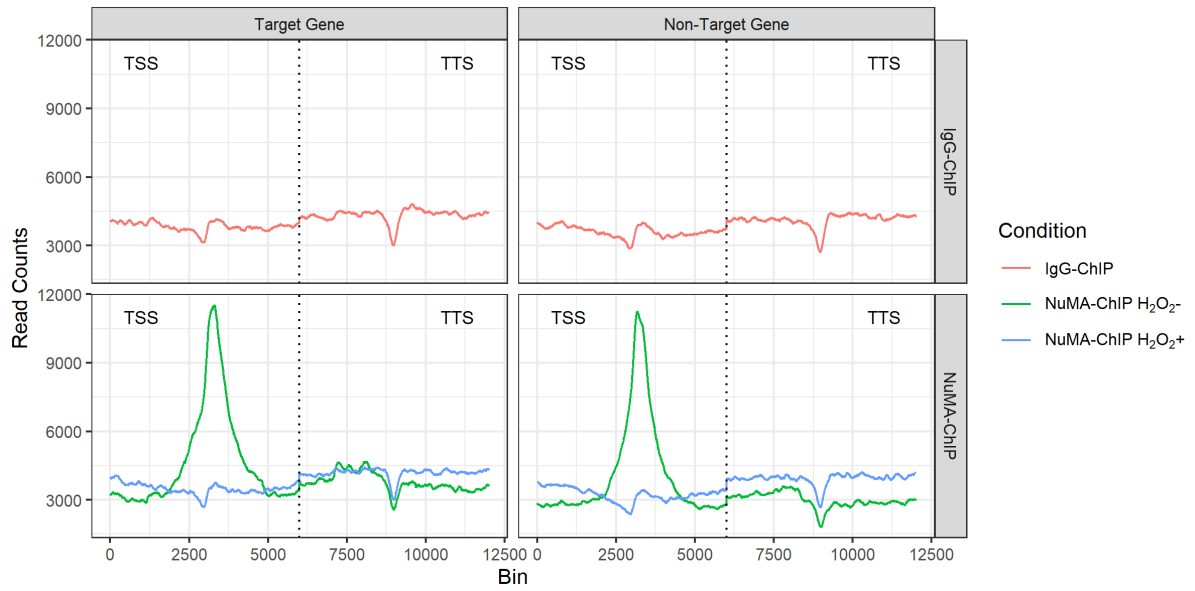 Target Gene
Non-Target Gene
12000
9000
6000
3000
TSS
TTS
TSS
TTS
IgG-ChIP
12000
9000
6000
3000
TSS
TTS
TSS
TTS
NuMA-ChIP
Read Counts
0 2500 5000 7500 10000 12500
0 2500 5000 7500 10000 12500
Bin
Condition
IgG-ChIP
NuMA-ChIP H₂O₂-
NuMA-ChIP H₂O₂+